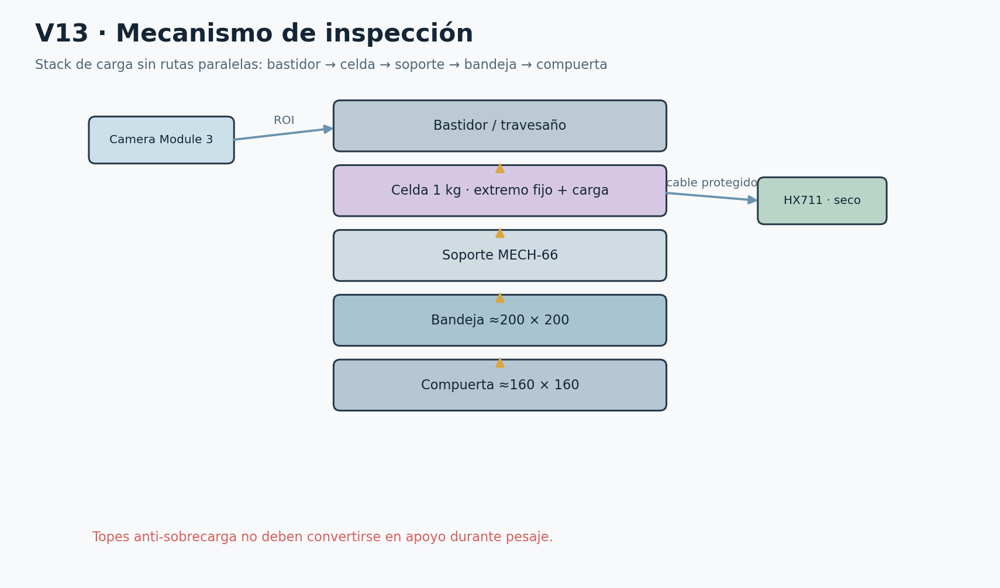 V13 · Mecanismo de inspección
Stack de carga sin rutas paralelas: bastidor → celda → soporte → bandeja → compuerta
Camera Module 3
ROI
Bastidor / travesaño
Celda 1 kg · extremo fijo + carga
cable protegido
HX711 · seco
Soporte MECH-66
Bandeja ≈200 × 200
Compuerta ≈160 × 160
Topes anti-sobrecarga no deben convertirse en apoyo durante pesaje.